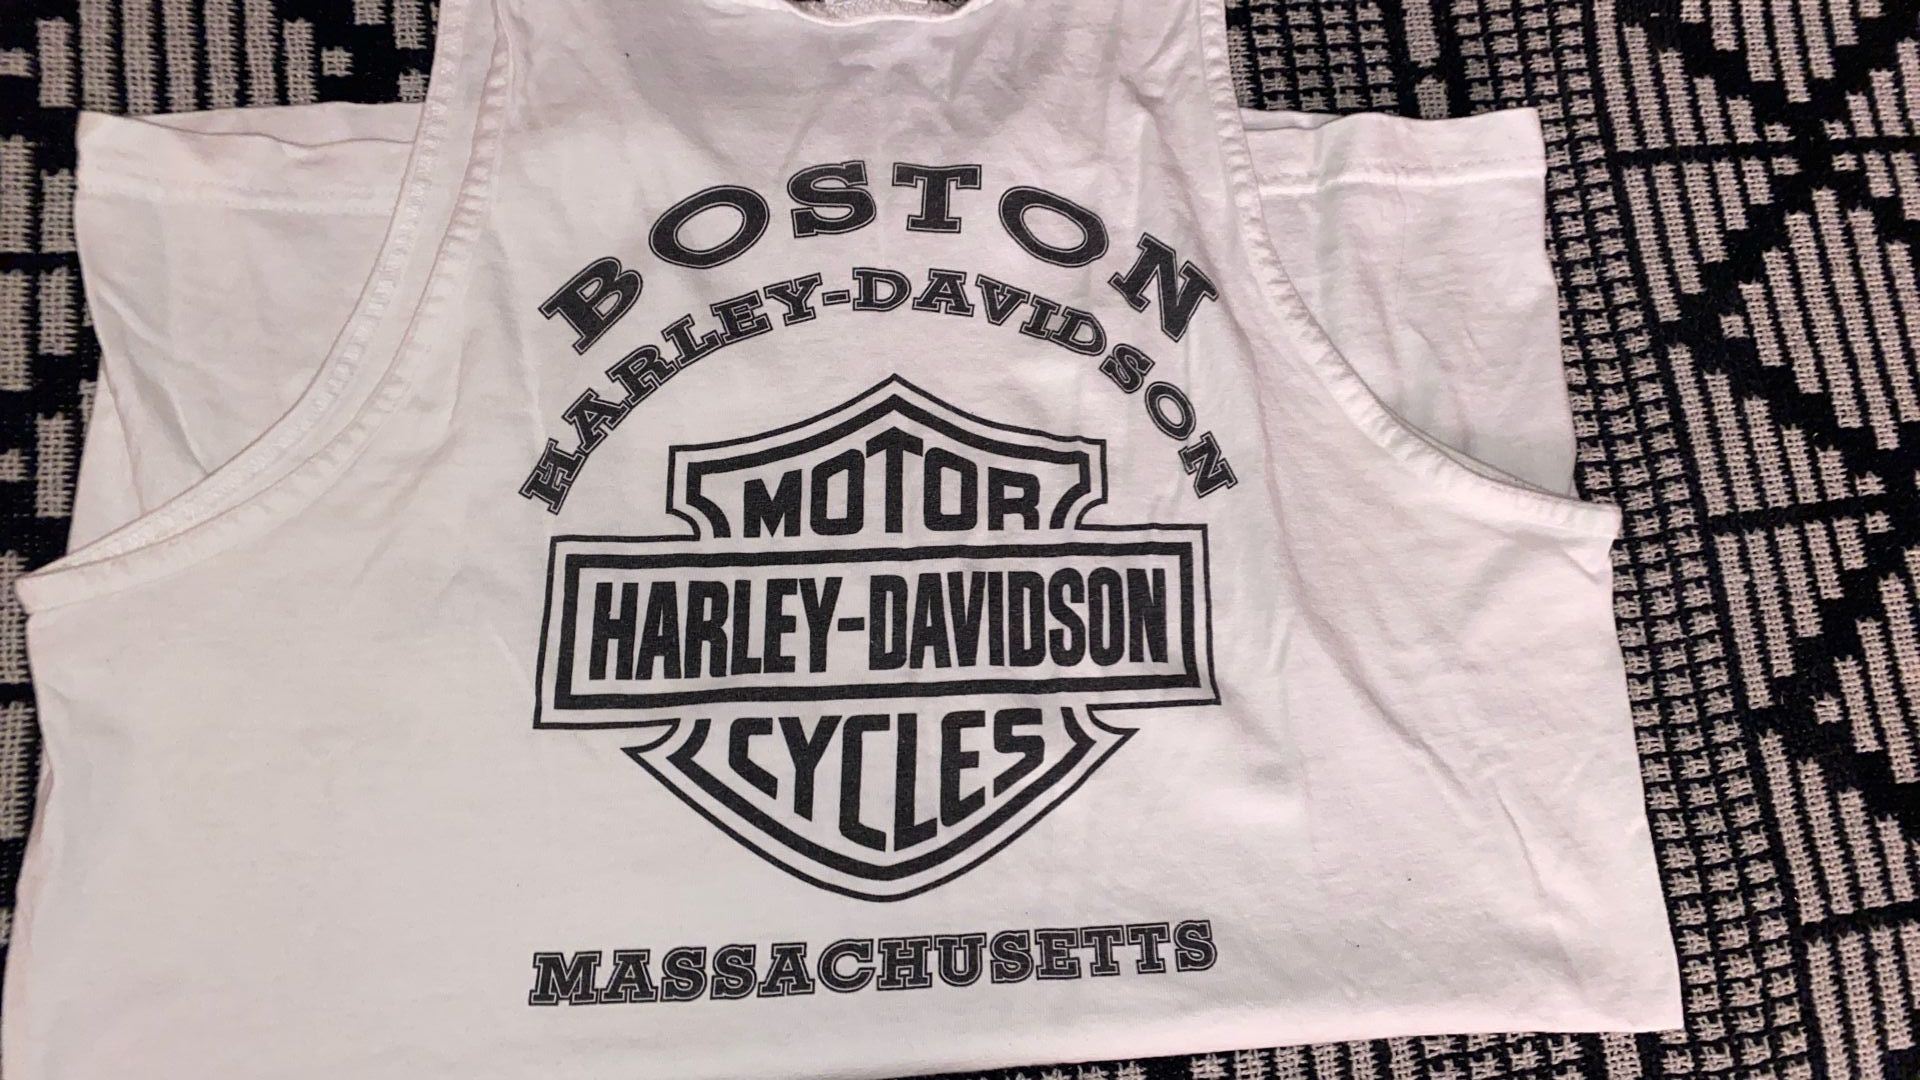 BOSTON
HARLEY-DAVIDSON
MOTOR
HARLEY-DAVIDSON
CYCLES
MASSACHUSETTS